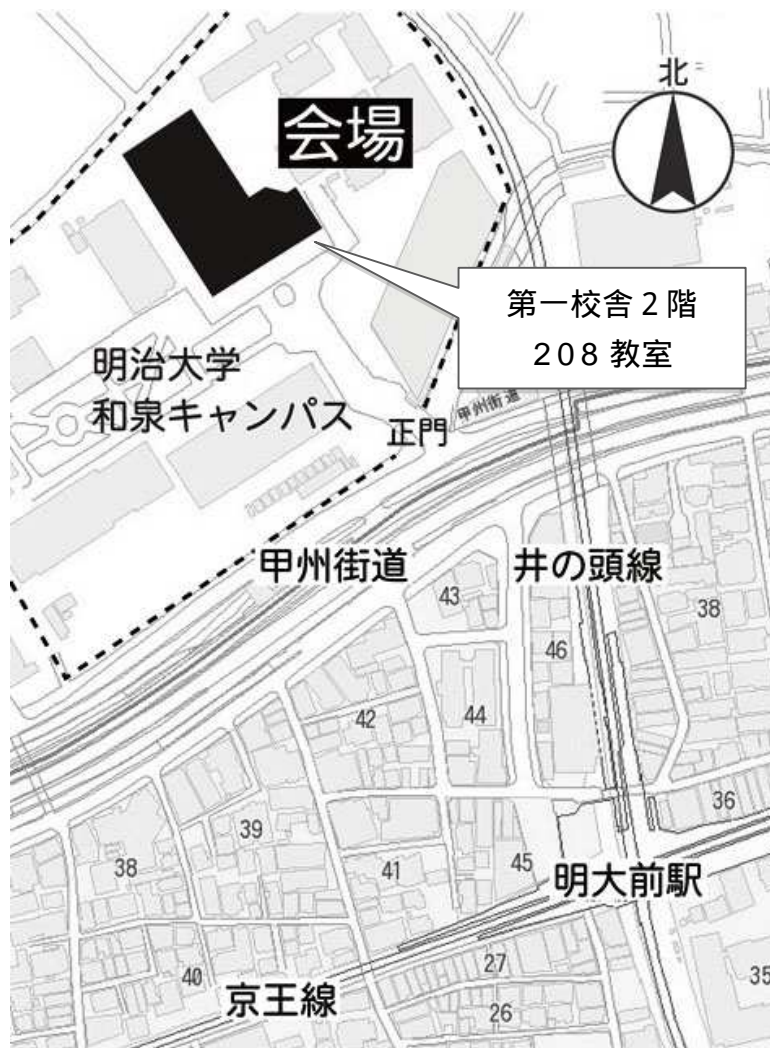 北
会場
第一校舎2階
208教室
明治大学
和泉キャンパス
甲州街道
正門
甲州街道
井の頭線
43
38
46
42
44
36
39
38
41
45
明大前駅
27
40
35
京王線
26